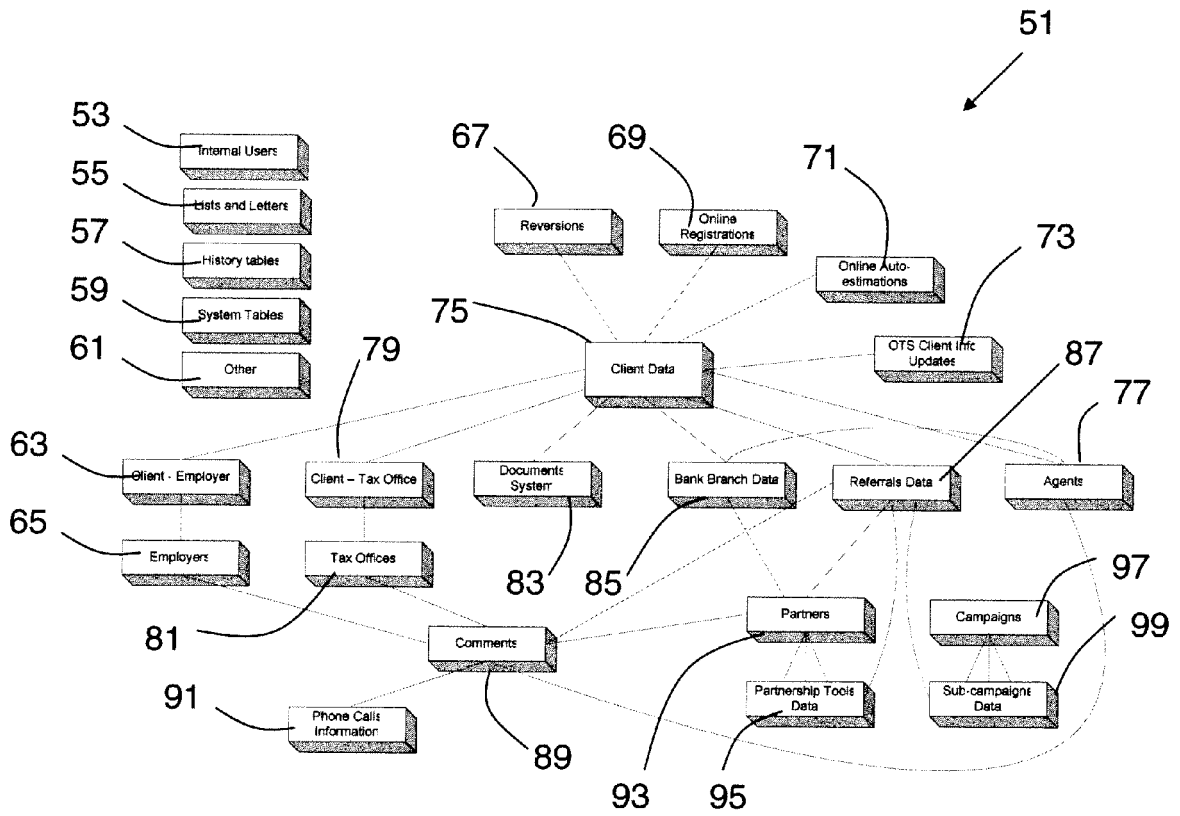 51
53
Internal Users
67
69
71
55
Lists and Letters
Reversions
Online
Registrations
57
History tables
73
Online Auto-
estimations
59
System Tables
75
61
Other
79
Client Data
OTS Client Info
Updates
87
77
63
Client - Employer
Client – Tax Office
Documents
System
Bank Branch Data
Referrals Data
Agents
65
Employers
Tax Offices
83
85
97
81
Comments
Partners
Campaigns
99
91
Phone Calls
Information
Partnership Tools
Data
Sub-campaigns
Data
89
93
95